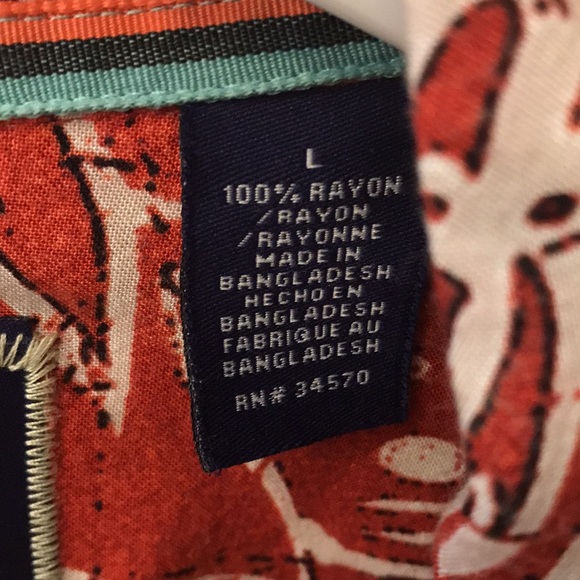 L
100% RAYON
/RAYON
/RAYONNE
MADE IN
BANGLADESH
HECHO EN
BANGLADESH
FABRIQUE AU
BANGLADESH
RN# 34570